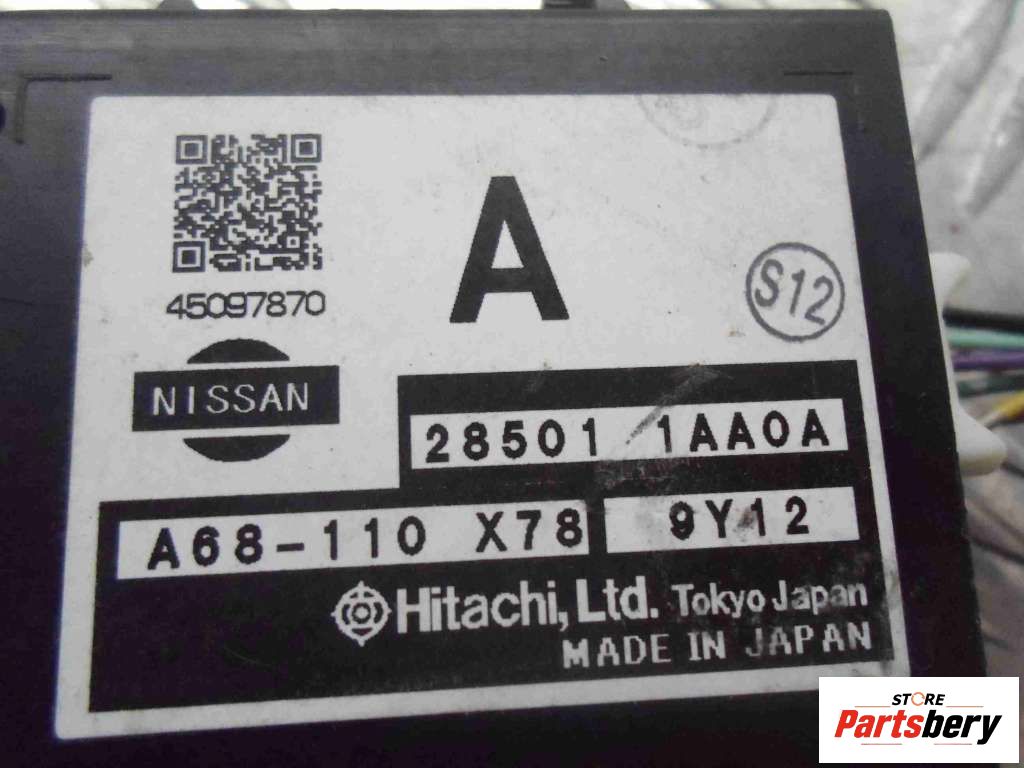 A
45097870
S12
NISSAN
28501 1AA0A
A68-110 X78
9Y12
Hitachi, Ltd. Tokyo Japan
MADE IN JAPAN
STORE
Partsbery